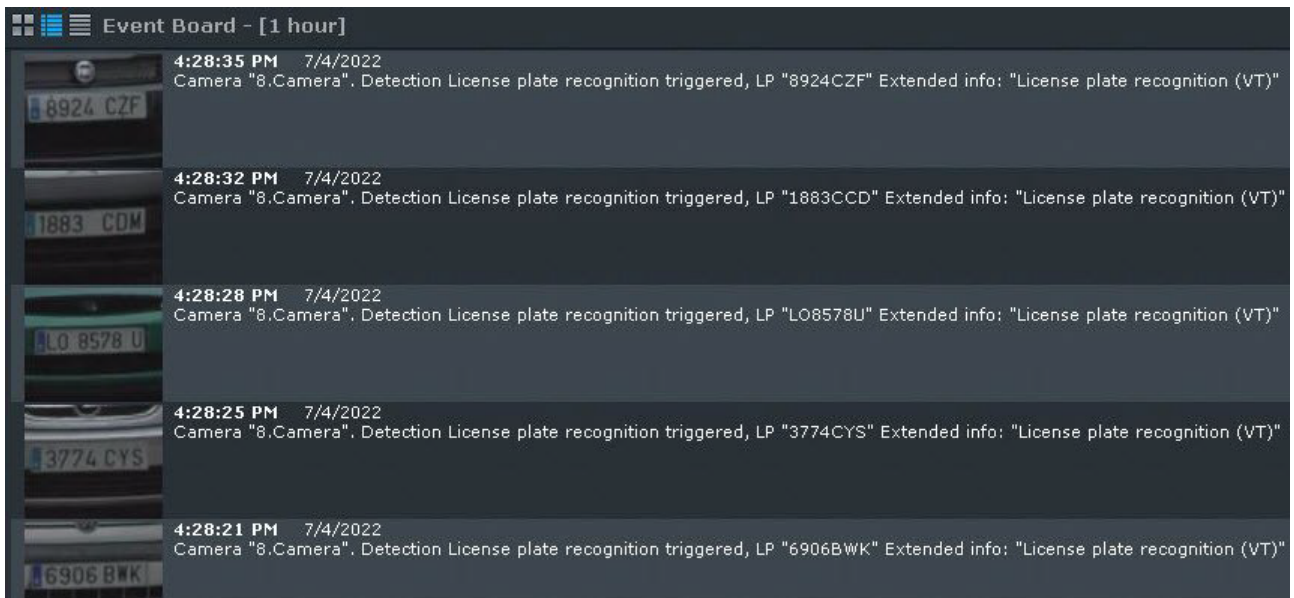 Event Board - [1 hour]
4:28:35 PM 7/4/2022
Camera "8.Camera". Detection License plate recognition triggered, LP "8924CZF" Extended info: "License plate recognition (VT)"
8924 CZF
4:28:32 PM 7/4/2022
Camera "8.Camera". Detection License plate recognition triggered, LP "1883CCD" Extended info: "License plate recognition (VT)"
1883 CDM
4:28:28 PM 7/4/2022
Camera "8.Camera". Detection License plate recognition triggered, LP "LO8578U" Extended info: "License plate recognition (VT)"
LO 8578 U
4:28:25 PM 7/4/2022
Camera "8.Camera". Detection License plate recognition triggered, LP "3774CYS" Extended info: "License plate recognition (VT)"
3774 CYS
4:28:21 PM 7/4/2022
Camera "8.Camera". Detection License plate recognition triggered, LP "6906BWK" Extended info: "License plate recognition (VT)"
6906 BWK